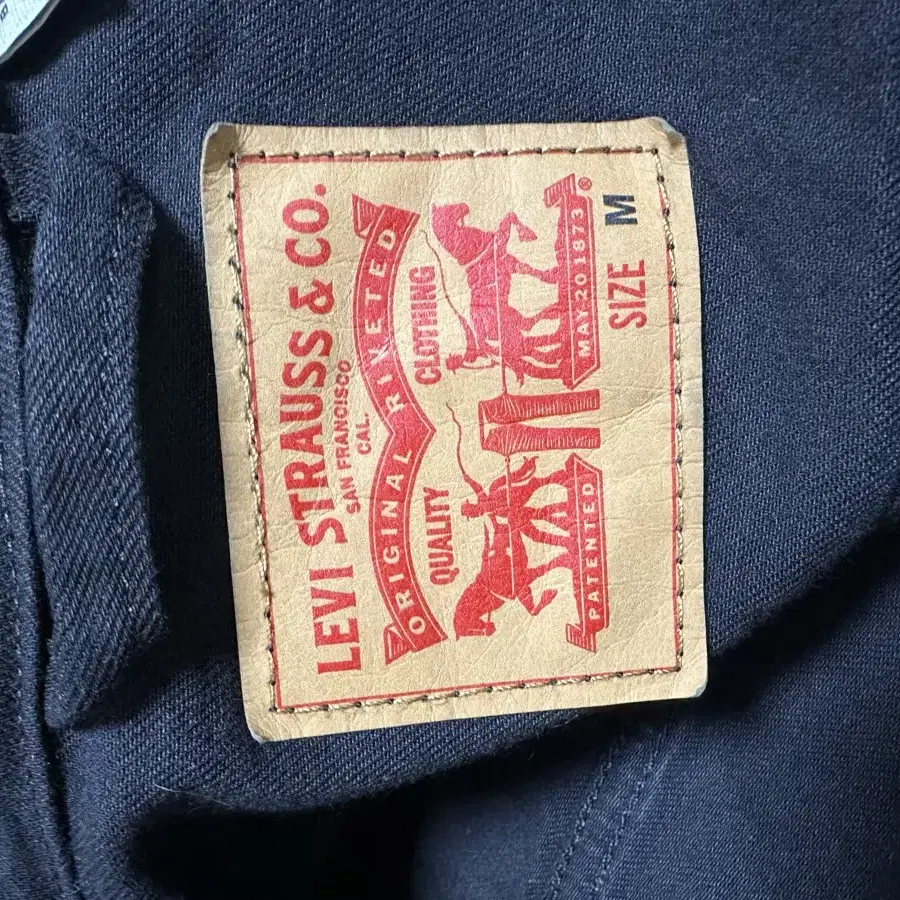 LEVI STRAUSS & CO.
SAN FRANCISCO
CAL.
ORIGINAL RIVETED
QUALITY CLOTHING
PATENTED MAY 20 1873 ®
SIZE M